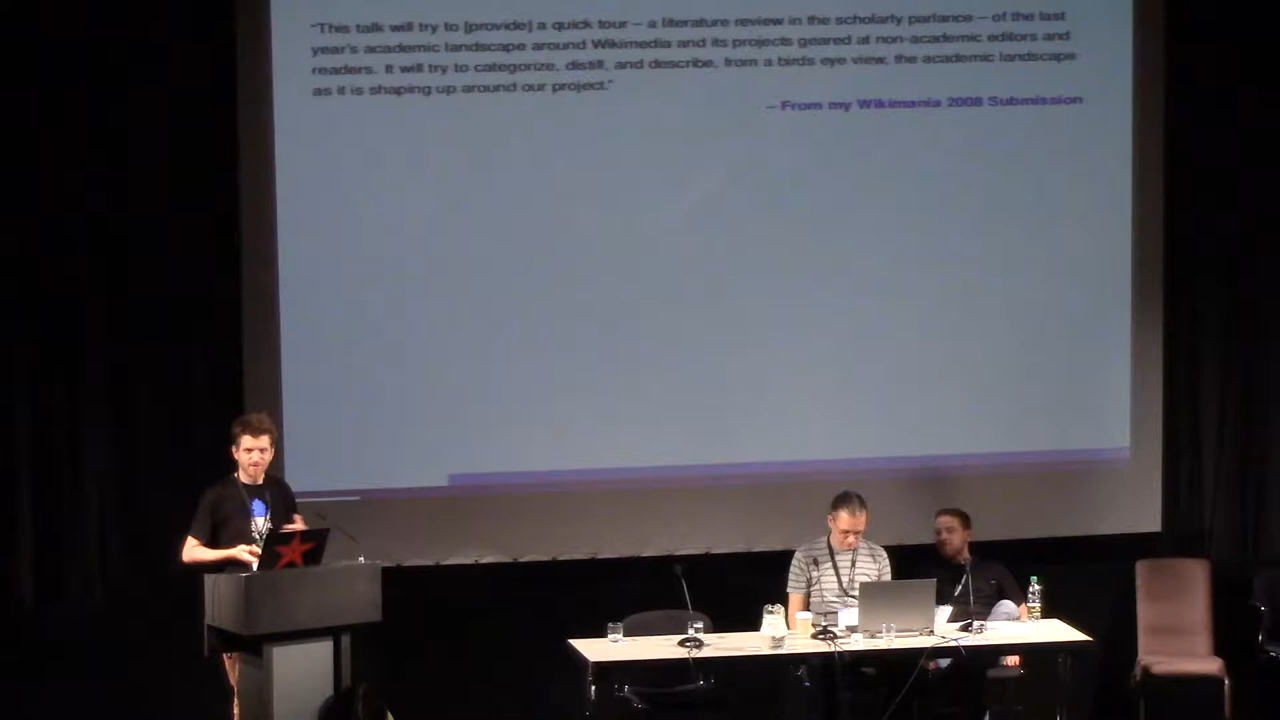 "This talk will try to [provide] a quick tour – a literature review in the scholarly parlance – of the last
year's academic landscape around Wikimedia and its projects geared at non-academic editors and
readers. It will try to categorize, distill, and describe, from a birds eye view, the academic landscape
as it is shaping up around our project."
– From my Wikimania 2008 Submission